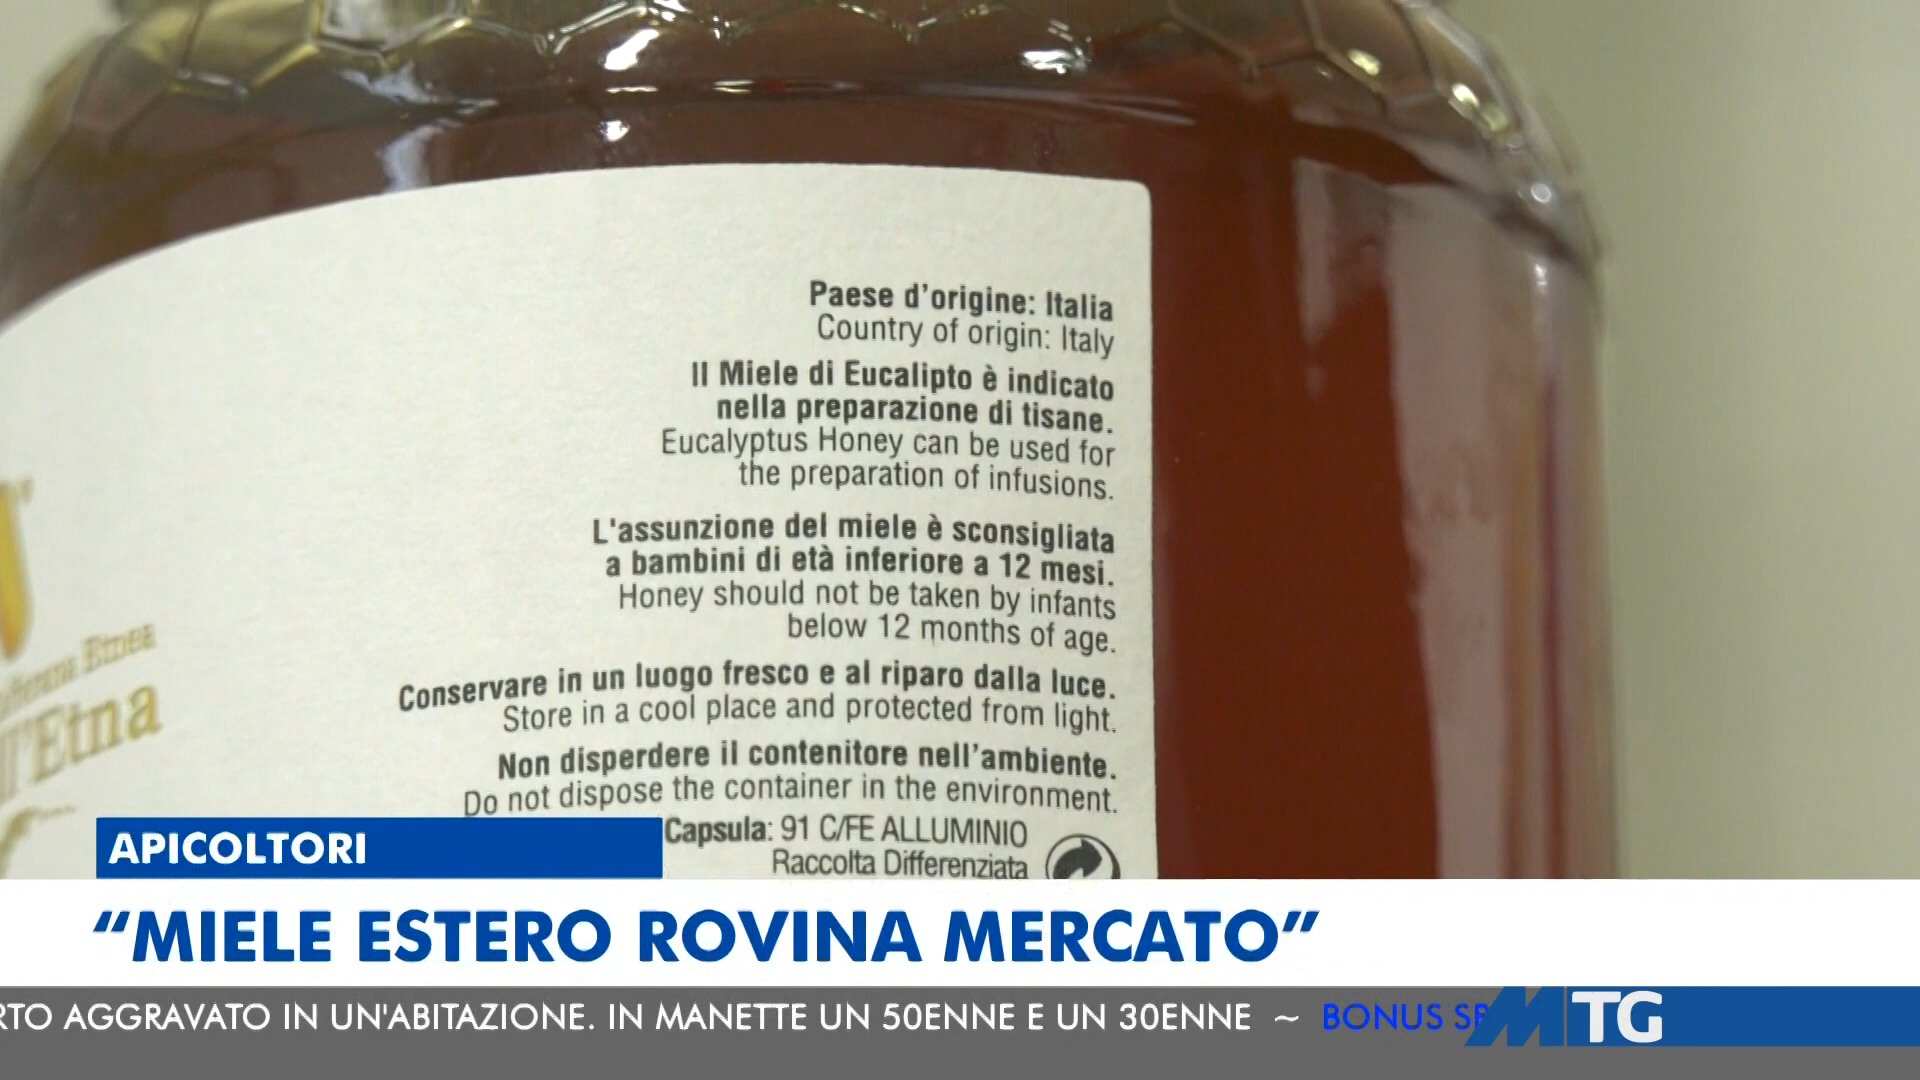 Paese d'origine: Italia
Country of origin: Italy
Il Miele di Eucalipto è indicato
nella preparazione di tisane.
Eucalyptus Honey can be used for
the preparation of infusions.
L'assunzione del miele è sconsigliata
a bambini di età inferiore a 12 mesi.
Honey should not be taken by infants
below 12 months of age.
Conservare in un luogo fresco e al riparo dalla luce.
Store in a cool place and protected from light.
Non disperdere il contenitore nell'ambiente.
Do not dispose the container in the environment.
Capsula: 91 C/FE ALLUMINIO
Raccolta Differenziata
Etnea
ll'Etna
APICOLTORI
“MIELE ESTERO ROVINA MERCATO”
RTO AGGRAVATO IN UN'ABITAZIONE. IN MANETTE UN 50ENNE E UN 30ENNE ~ BONUS
MTG